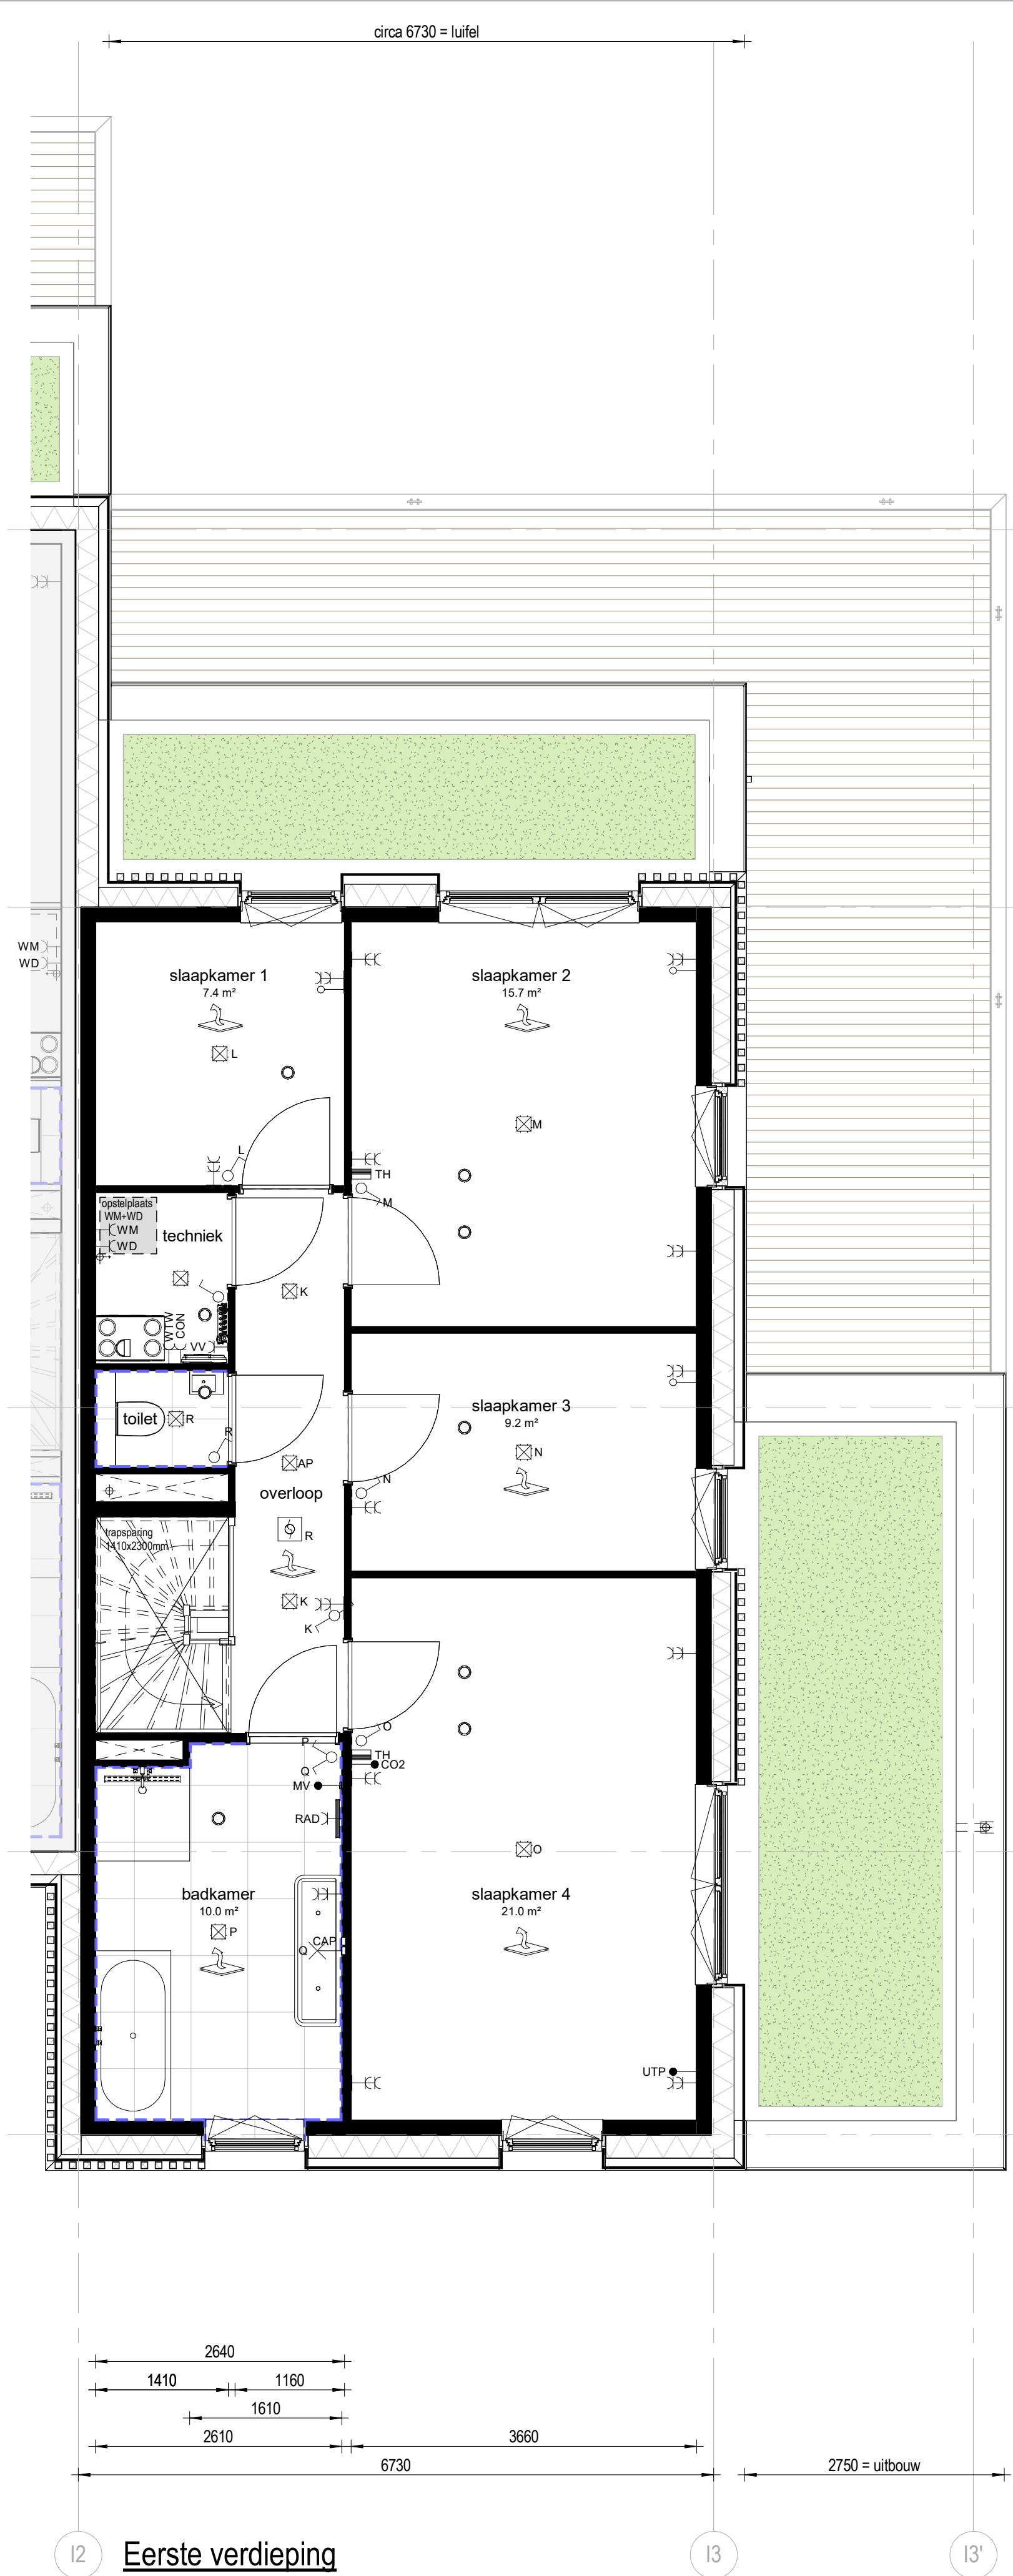 circa 6730 = luifel
WM
WD
slaapkamer 1
7.4 m²
L
L
slaapkamer 2
15.7 m²
M
TH
M
opstelplaats
WM+WD
WM
WD
techniek
K
WTW
CON
VV
toilet
R
R
AP
overloop
R
K
K
slaapkamer 3
9.2 m²
N
N
trapsparing
1410x2300mm
O
TH
CO2
P
Q
MV
RAD
badkamer
10.0 m²
P
CAP
Q
O
slaapkamer 4
21.0 m²
UTP
2640
1410
1160
1610
2610
3660
6730
2750 = uitbouw
I2
Eerste verdieping
I3
I3'